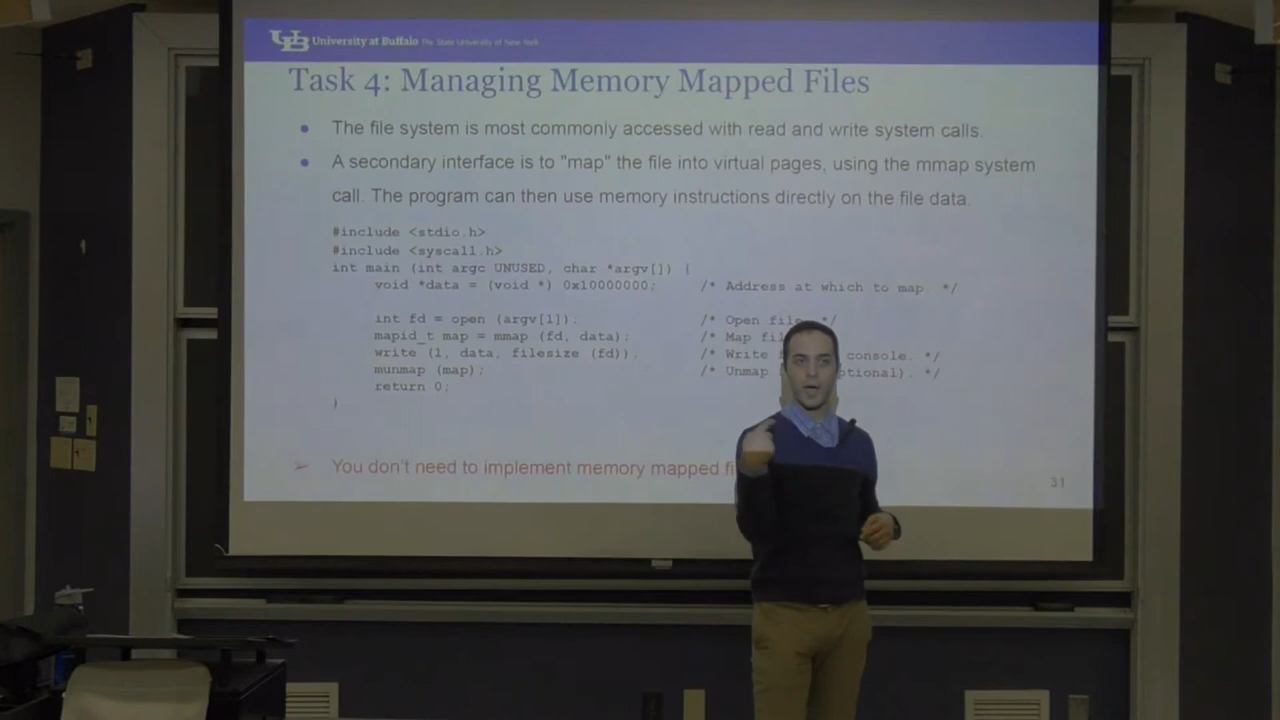 UB University at Buffalo The State University of New York
Task 4: Managing Memory Mapped Files
The file system is most commonly accessed with read and write system calls.
A secondary interface is to "map" the file into virtual pages, using the mmap system
call. The program can then use memory instructions directly on the file data.
#include <stdio.h>
#include <syscall.h>
int main (int argc UNUSED, char *argv[]) {
void *data = (void *) 0x10000000; /* Address at which to map. */
int fd = open (argv[1]); /* Open file. */
mapid_t map = mmap (fd, data); /* Map
write (1, data, filesize (fd)); /* Write console. */
munmap (map); /* Unmap */
return 0;
}
You don't need to implement memory mapped
31